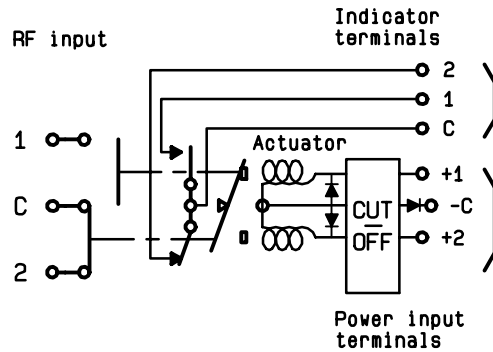 Indicator
terminals
RF input
2
1
C
Actuator
1
C
2
+1
-C
+2
CUT
OFF
Power input
terminals